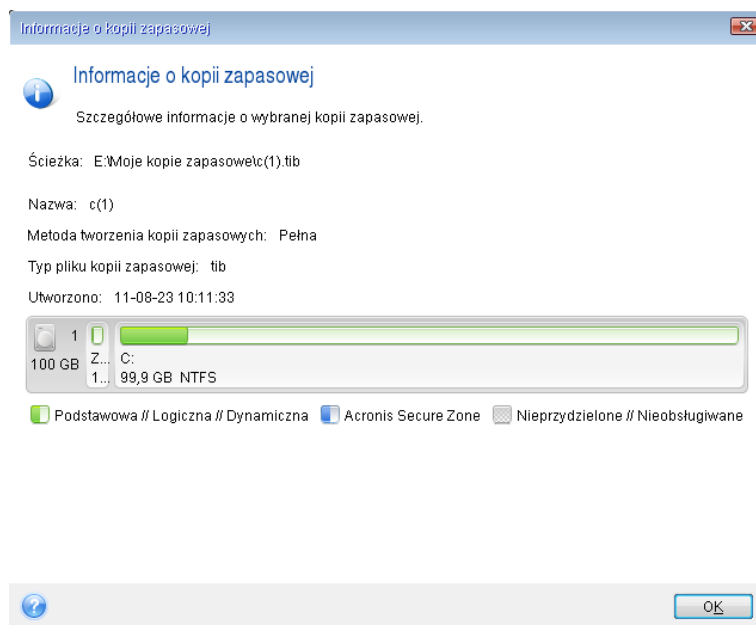 Informacje o kopii zapasowej
Informacje o kopii zapasowej
Szczegółowe informacje o wybranej kopii zapasowej.
Ścieżka: E:\Moje kopie zapasowe\c(1).tib
Nazwa: c(1)
Metoda tworzenia kopii zapasowych: Pełna
Typ pliku kopii zapasowej: tib
Utworzono: 11-08-23 10:11:33
1
100 GB
Z...
1...
C:
99,9 GB NTFS
Podstawowa // Logiczna // Dynamiczna Acronis Secure Zone Nieprzydzielone // Nieobsługiwane
OK